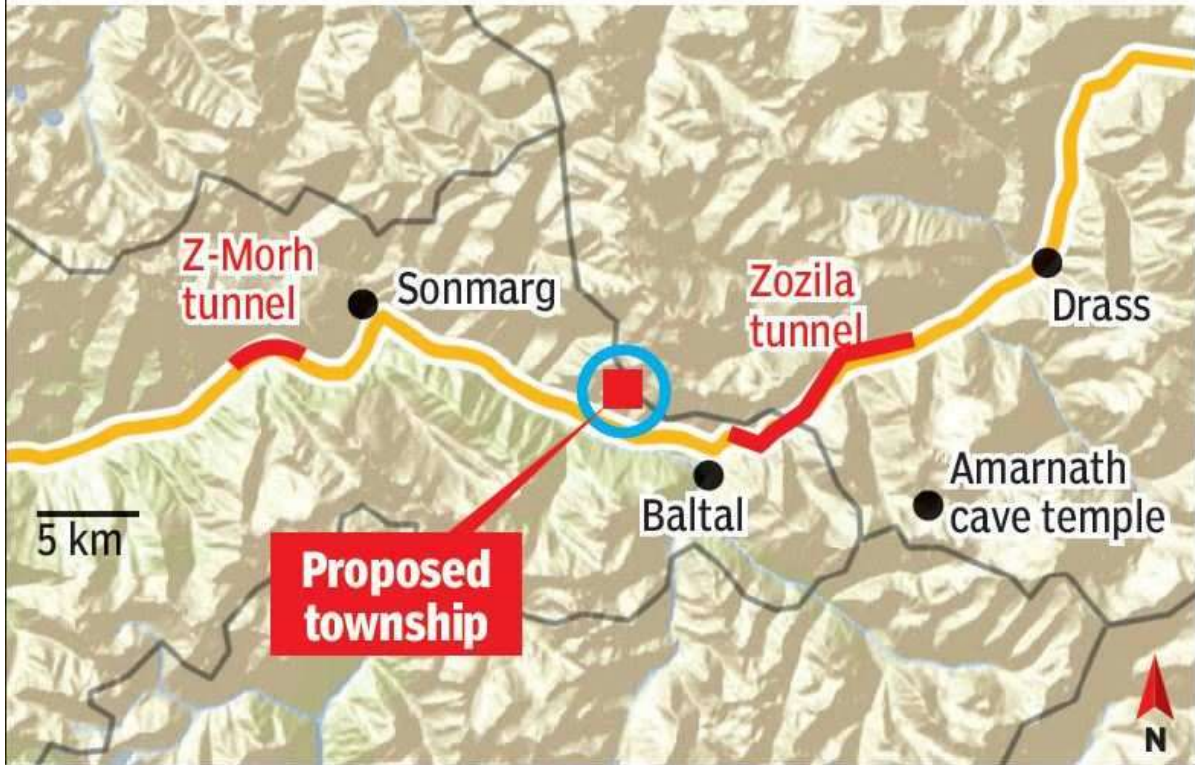 Z-Morh
tunnel
Sonmarg
Zozila
tunnel
Drass
5 km
Baltal
Amarnath
cave temple
Proposed
township
N